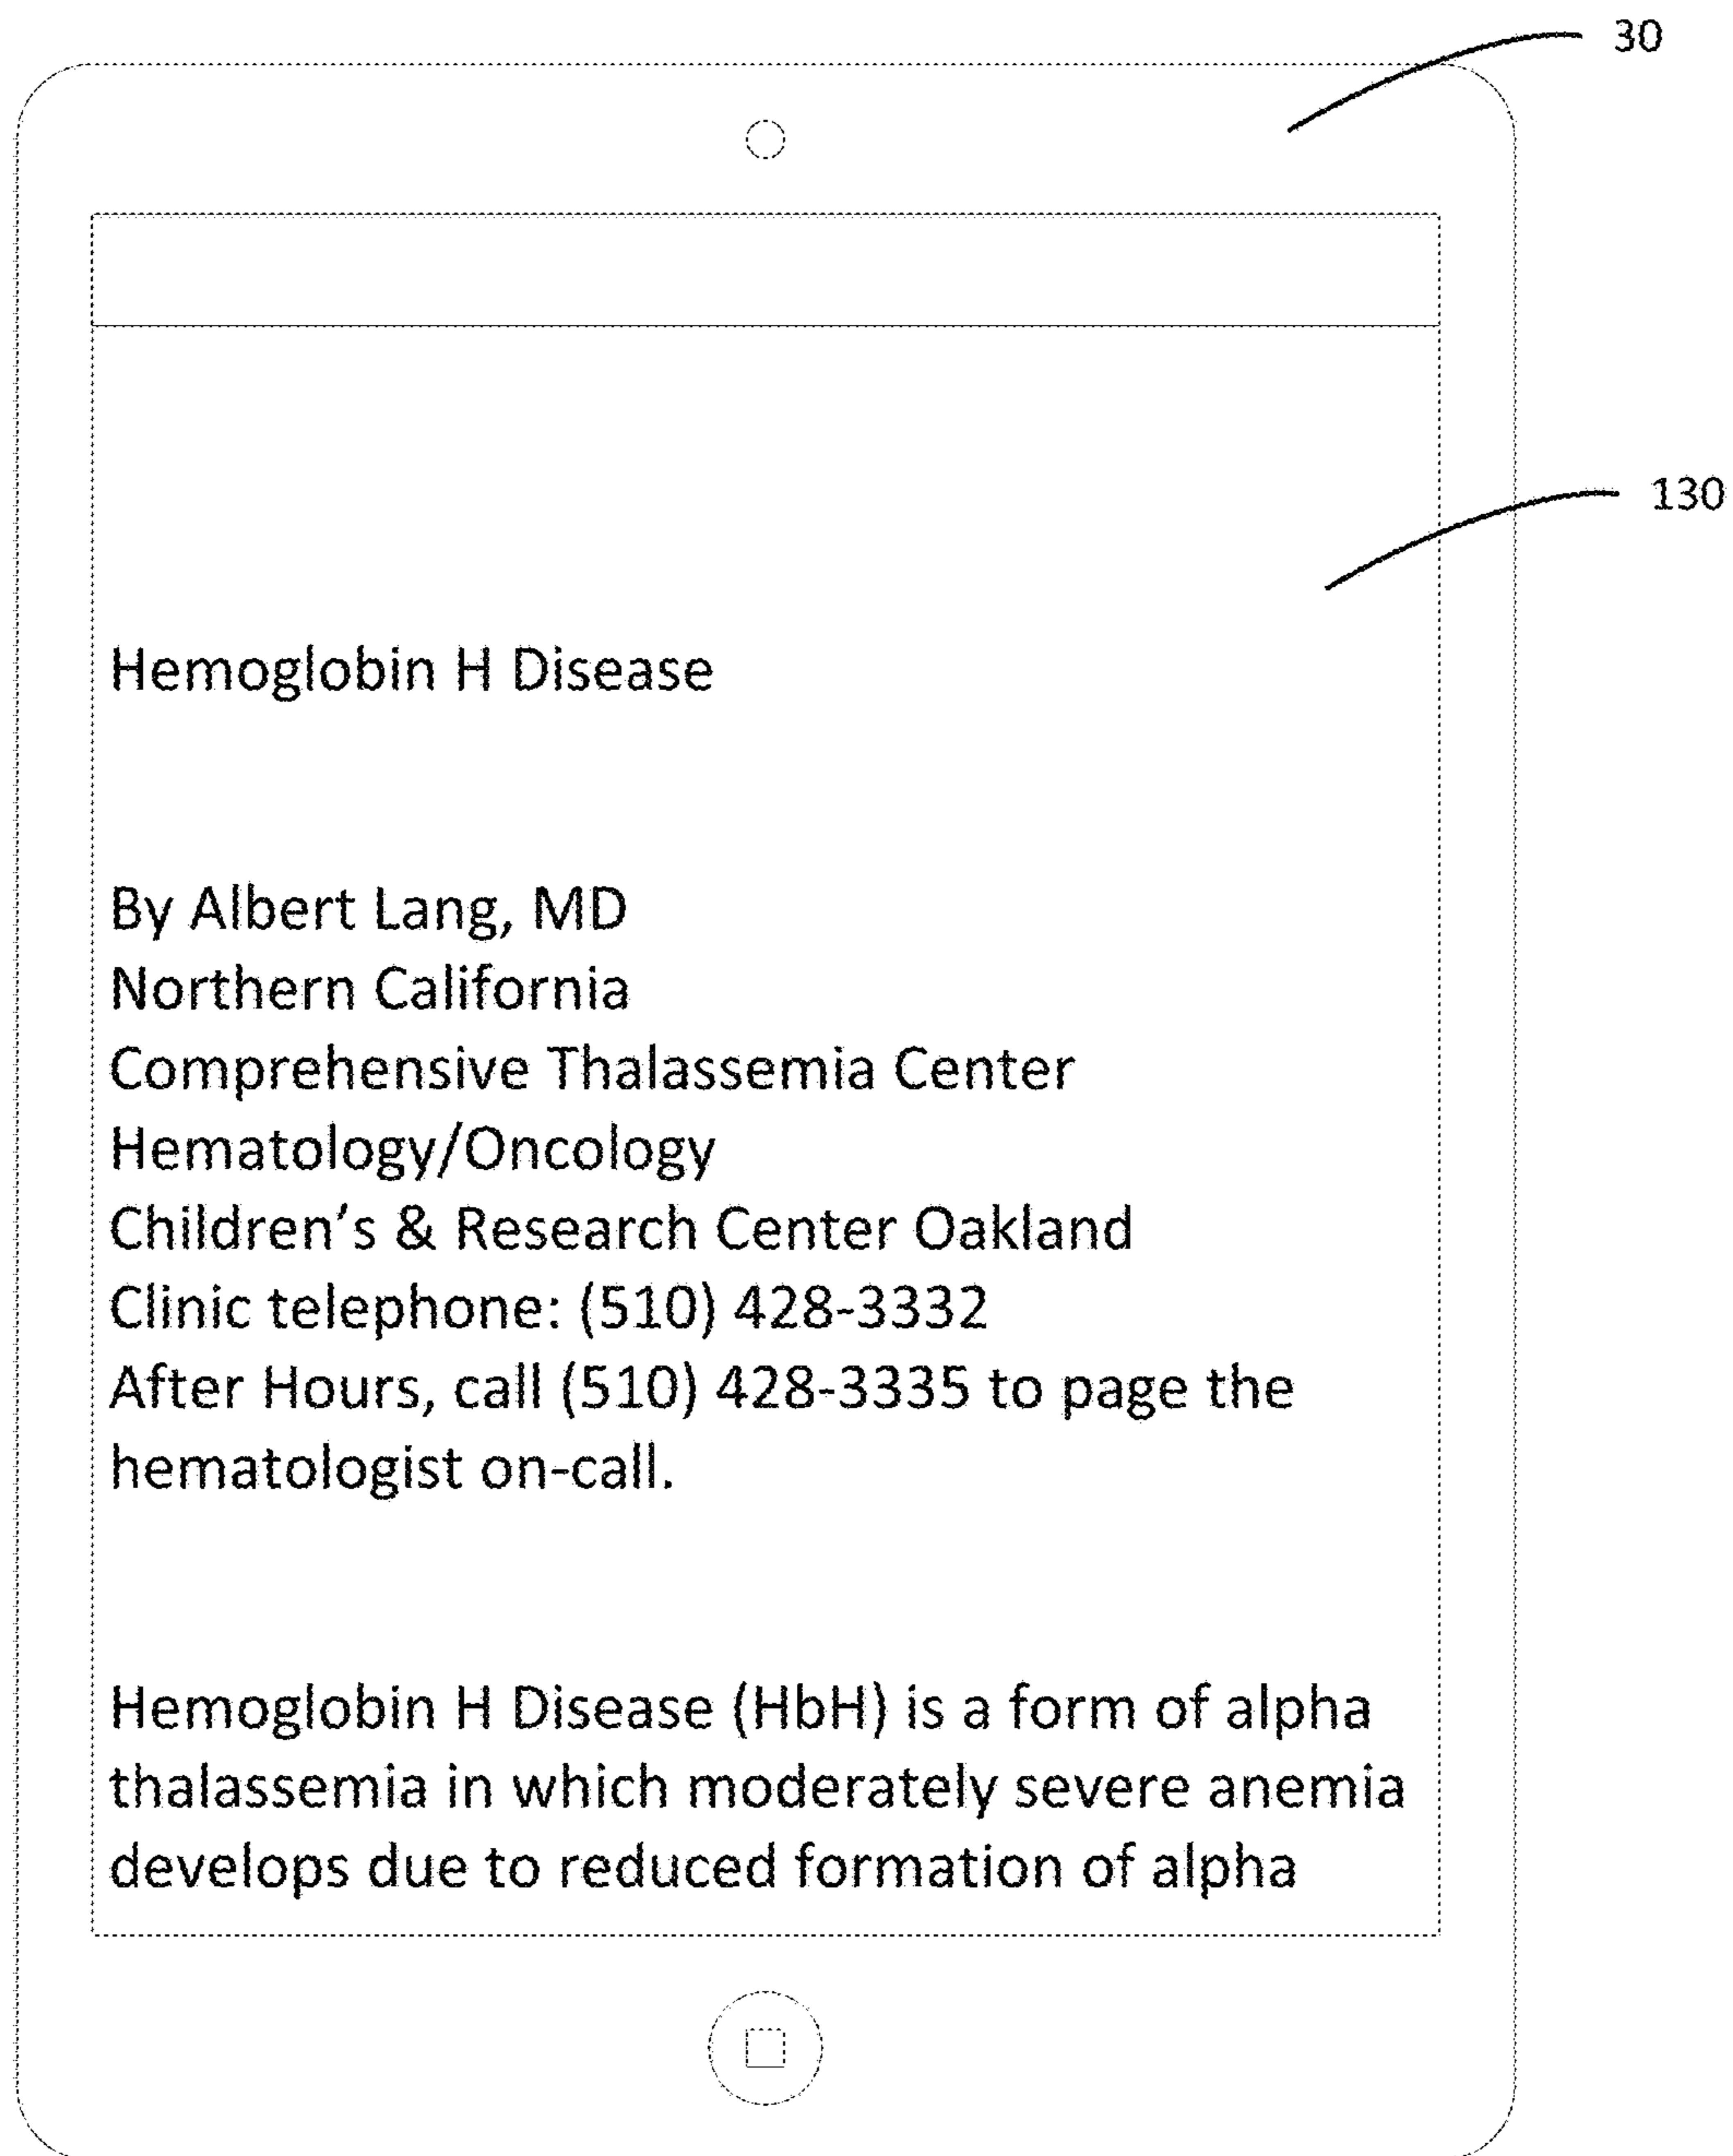 30
130
Hemoglobin H Disease
By Albert Lang, MD
Northern California
Comprehensive Thalassemia Center
Hematology/Oncology
Children's & Research Center Oakland
Clinic telephone: (510) 428-3332
After Hours, call (510) 428-3335 to page the
hematologist on-call.
Hemoglobin H Disease (HbH) is a form of alpha
thalassemia in which moderately severe anemia
develops due to reduced formation of alpha